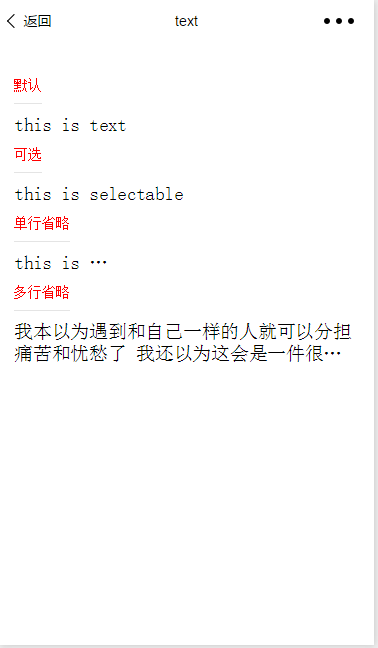 返回 text
默认
this is text
可选
this is selectable
单行省略
this is …
多行省略
我本以为遇到和自己一样的人就可以分担
痛苦和忧愁了 我还以为这会是一件很…